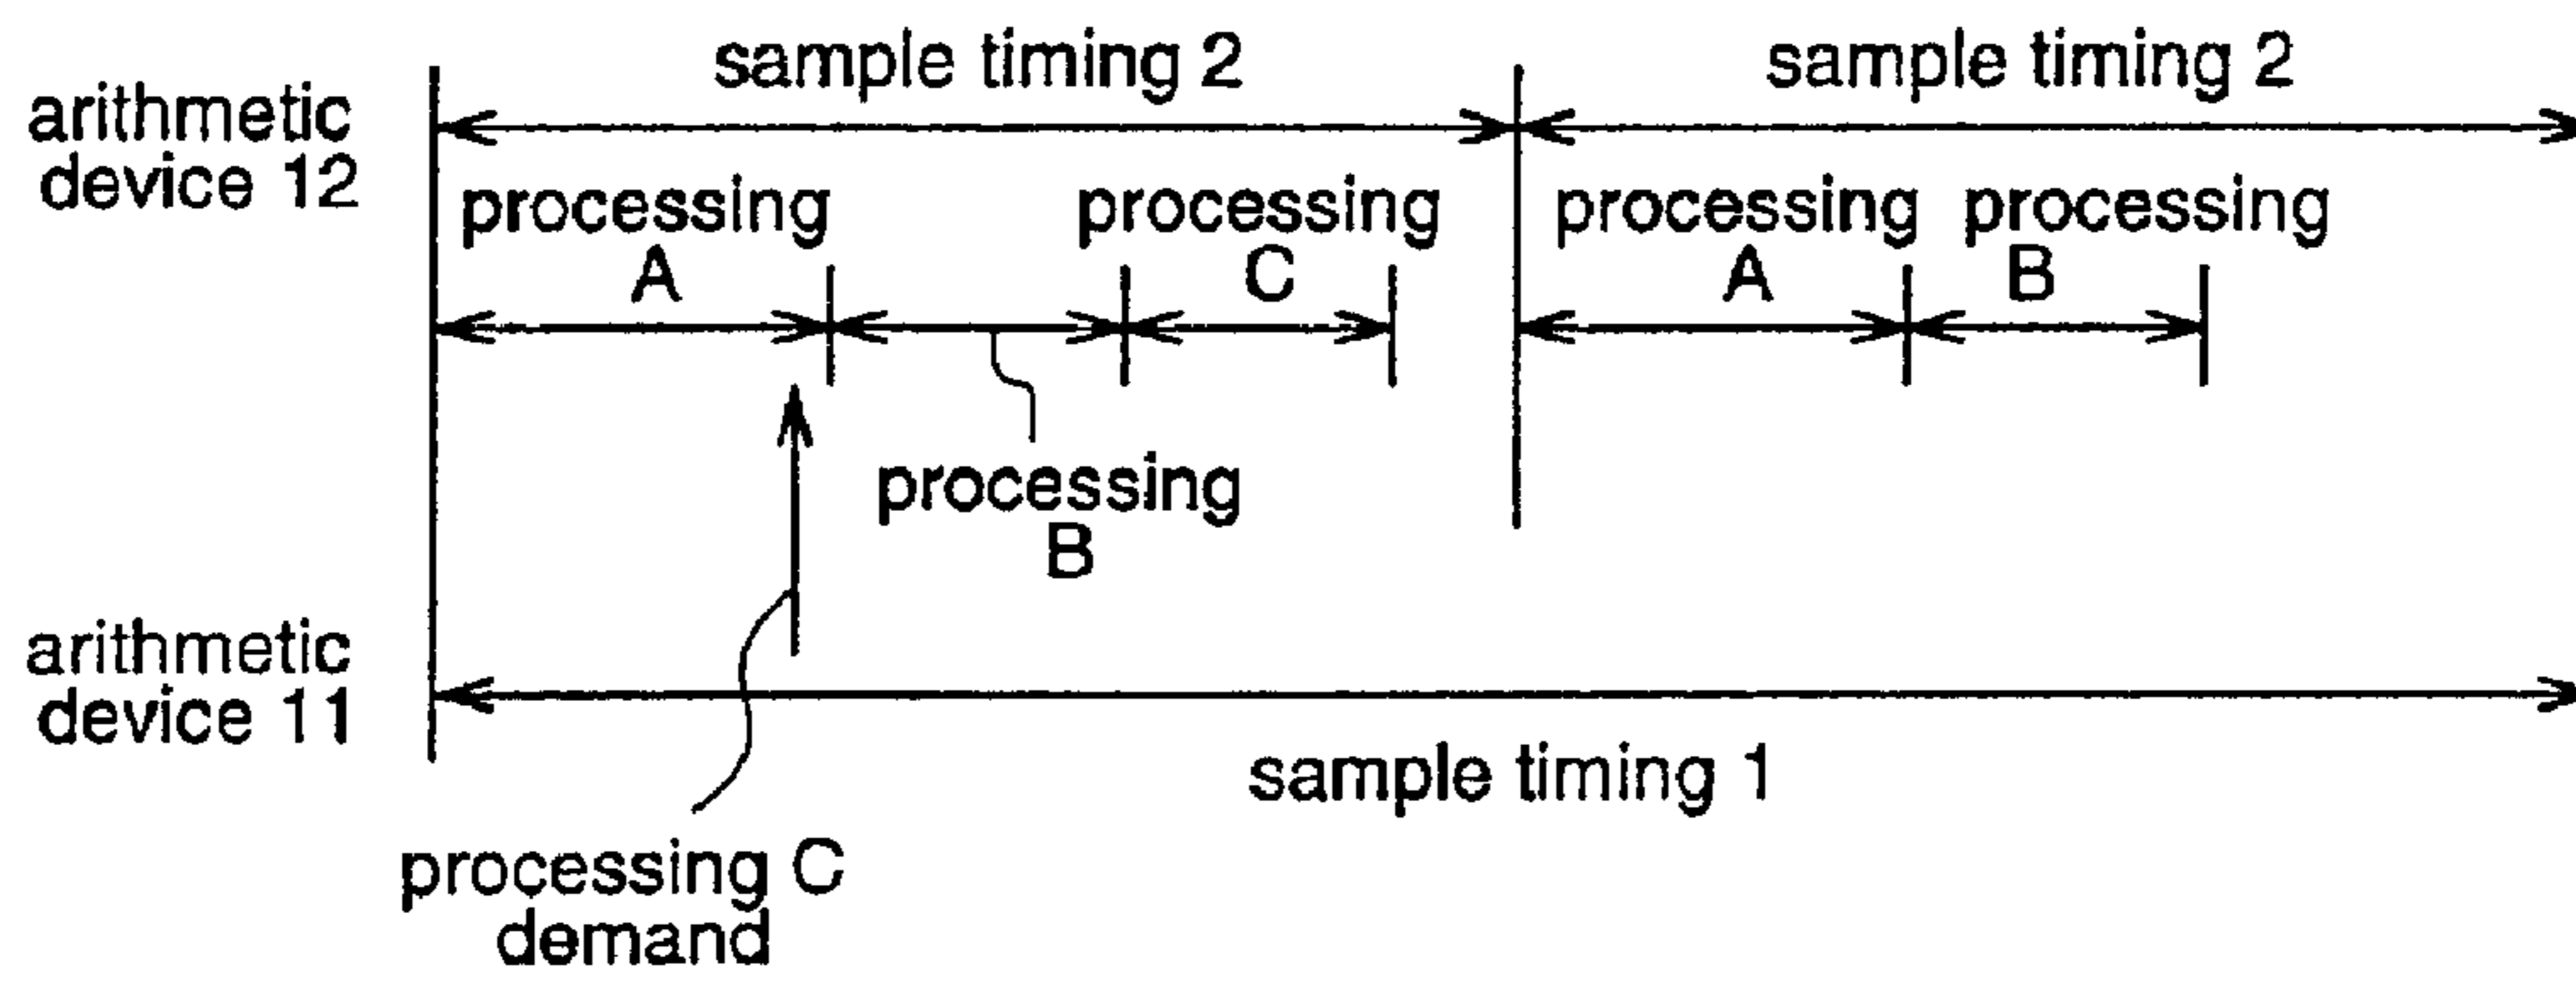 sample timing 2
sample timing 2
arithmetic
device 12
processing
A
processing
C
processing
A
processing
B
processing
B
arithmetic
device 11
sample timing 1
processing C
demand